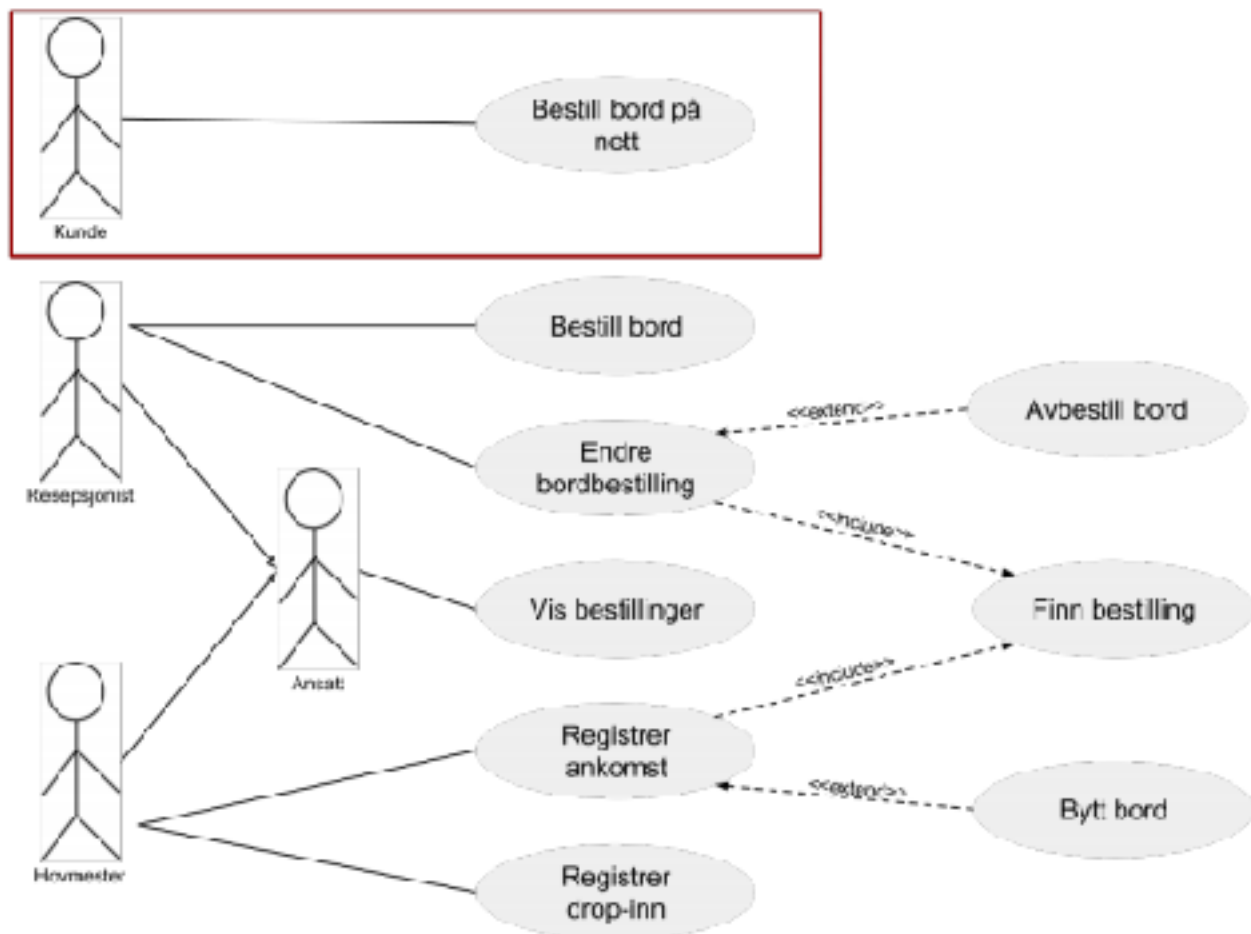 Bestill bord på
nett
Kunde
Bestill bord
Avbestill bord
<<extend>>
Endre
bordbestilling
Resepsjonist
<<include>>
Vis bestillinger
Finn bestilling
Ansatt
<<include>>
Registrer
ankomst
<<extend>>
Bytt bord
Hovmester
Registrer
drop-inn